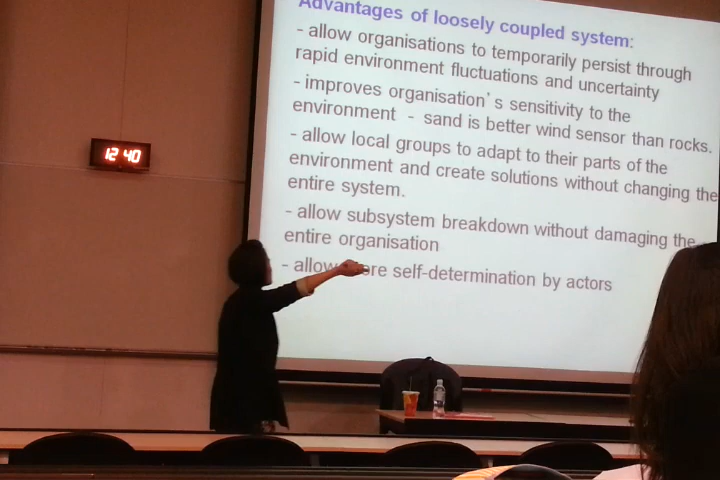 12 40
Advantages of loosely coupled system:
- allow organisations to temporarily persist through
rapid environment fluctuations and uncertainty
- improves organisation's sensitivity to the
environment - sand is better wind sensor than rocks.
- allow local groups to adapt to their parts of the
environment and create solutions without changing the
entire system.
- allow subsystem breakdown without damaging the
entire organisation
- allow self-determination by actors